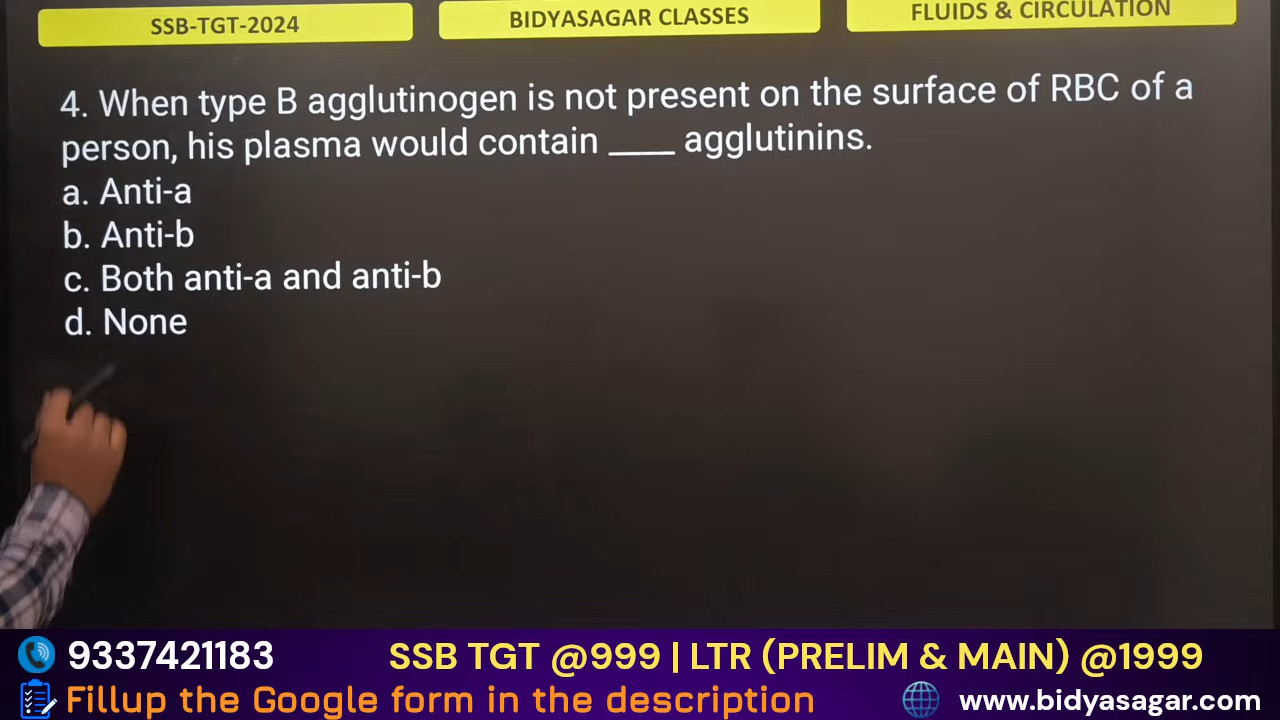 SSB-TGT-2024
BIDYASAGAR CLASSES
FLUIDS & CIRCULATION
4. When type B agglutinogen is not present on the surface of RBC of a
person, his plasma would contain ____ agglutinins.
a. Anti-a
b. Anti-b
c. Both anti-a and anti-b
d. None
9337421183
SSB TGT @999 | LTR (PRELIM & MAIN) @1999
Fillup the Google form in the description
www.bidyasagar.com